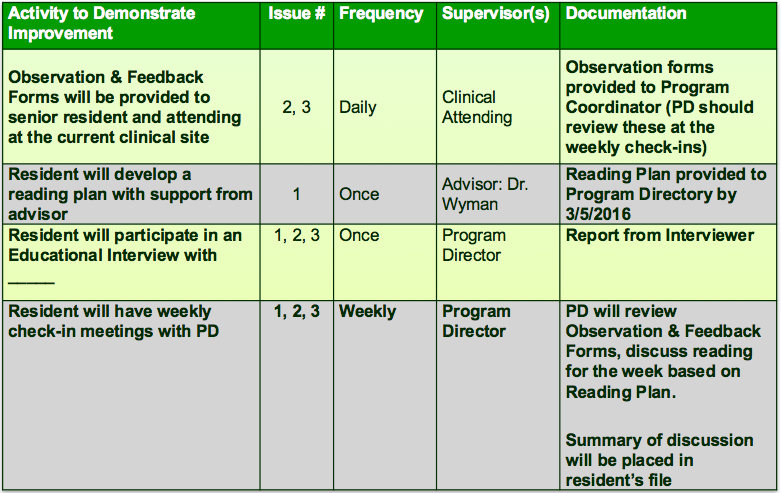 Activity to Demonstrate
Improvement
Issue #
Frequency
Supervisor(s)
Documentation
Observation & Feedback
Forms will be provided to
senior resident and attending
at the current clinical site
2, 3
Daily
Clinical
Attending
Observation forms
provided to Program
Coordinator (PD should
review these at the
weekly check-ins)
Resident will develop a
reading plan with support from
advisor
1
Once
Advisor: Dr.
Wyman
Reading Plan provided to
Program Directory by
3/5/2016
Resident will participate in an
Educational Interview with
_____
1, 2, 3
Once
Program
Director
Report from Interviewer
Resident will have weekly
check-in meetings with PD
1, 2, 3
Weekly
Program
Director
PD will review
Observation & Feedback
Forms, discuss reading
for the week based on
Reading Plan.
Summary of discussion
will be placed in
resident’s file